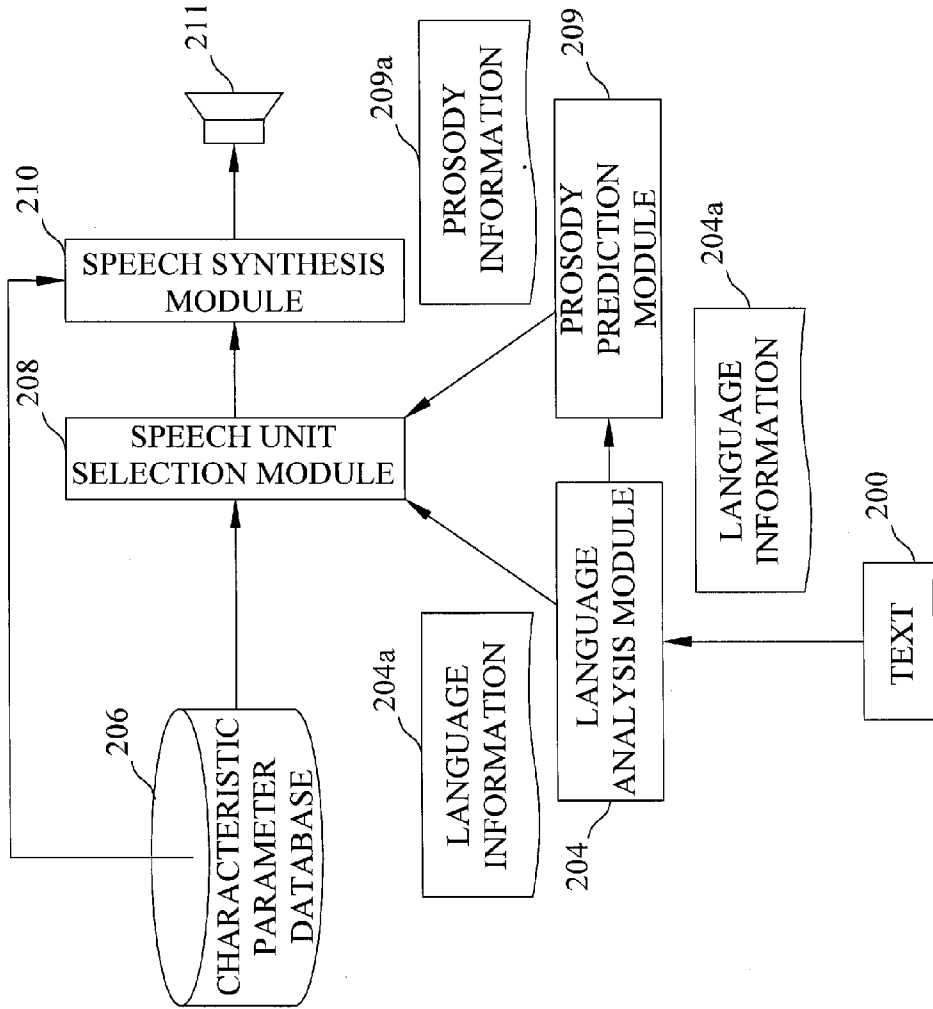 206
CHARACTERISTIC
PARAMETER
DATABASE
208
SPEECH UNIT
SELECTION MODULE
210
SPEECH SYNTHESIS
MODULE
211
204a
LANGUAGE
INFORMATION
209a
PROSODY
INFORMATION
204
LANGUAGE
ANALYSIS MODULE
209
PROSODY
PREDICTION
MODULE
204a
LANGUAGE
INFORMATION
200
TEXT